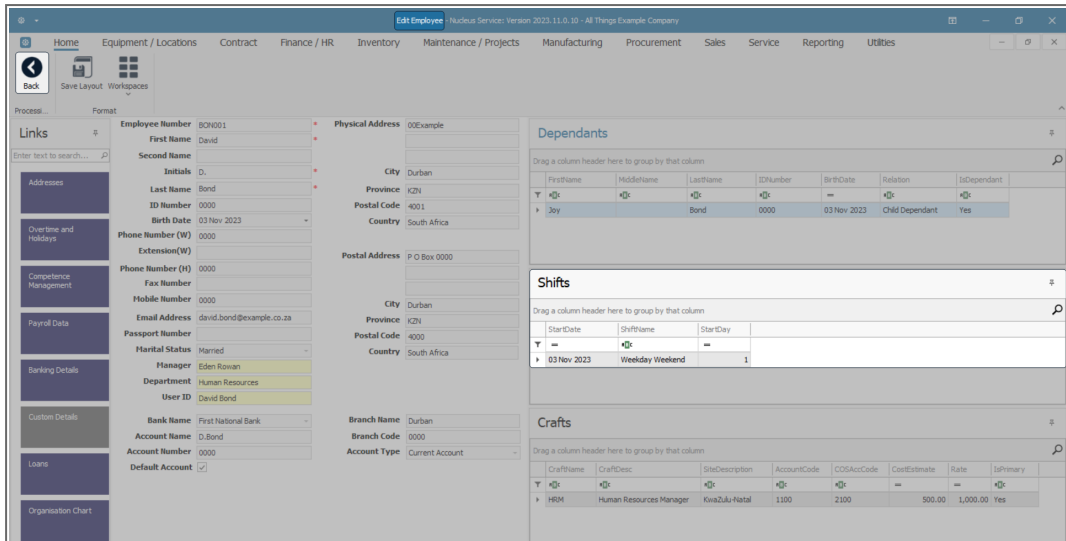 Edit Employee - Nucleus Service: Version 2023.11.0.10 - All Things Example Company
Home Equipment / Locations Contract Finance / HR Inventory Maintenance / Projects Manufacturing Procurement Sales Service Reporting Utilities
Back Save Layout Workspaces
Processi... Format
Links
Enter text to search...
Addresses
Overtime and
Holidays
Competence
Management
Payroll Data
Banking Details
Custom Details
Loans
Organisation Chart
Employee Number BON001 *
First Name David *
Second Name
Initials D. *
Last Name Bond *
ID Number 0000
Birth Date 03 Nov 2023
Phone Number (W) 0000
Extension(W)
Phone Number (H) 0000
Fax Number
Mobile Number 0000
Email Address david.bond@example.co.za
Passport Number
Marital Status Married
Manager Eden Rowan
Department Human Resources
User ID David Bond
Bank Name First National Bank
Account Name D.Bond
Account Number 0000
Default Account
Physical Address 00Example
City Durban
Province KZN
Postal Code 4001
Country South Africa
Postal Address P O Box 0000
City Durban
Province KZN
Postal Code 4000
Country South Africa
Branch Name Durban
Branch Code 0000
Account Type Current Account
Dependants
Drag a column header here to group by that column
FirstName MiddleName LastName IDNumber BirthDate Relation IsDependant
Joy Bond 0000 03 Nov 2023 Child Dependant Yes
Shifts
Drag a column header here to group by that column
StartDate ShiftName StartDay
03 Nov 2023 Weekday Weekend 1
Crafts
Drag a column header here to group by that column
CraftName CraftDesc SiteDescription AccountCode COSAccCode CostEstimate Rate IsPrimary
HRM Human Resources Manager KwaZulu-Natal 1100 2100 500.00 1,000.00 Yes